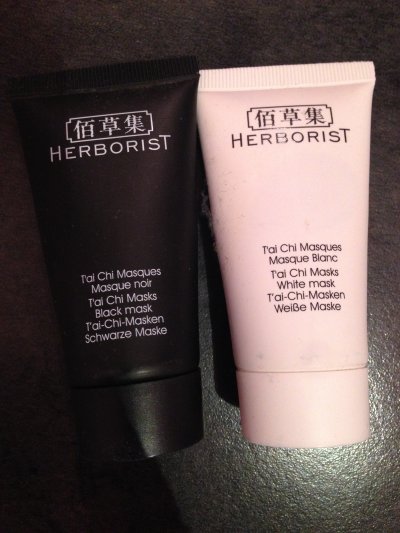 佰草集
HERBORIST
T'ai Chi Masques
Masque noir
T'ai Chi Masks
Black mask
T'ai-Chi-Masken
Schwarze Maske
佰草集
HERBORIST
T'ai Chi Masques
Masque Blanc
T'ai Chi Masks
White mask
T'ai-Chi-Masken
Weiße Maske